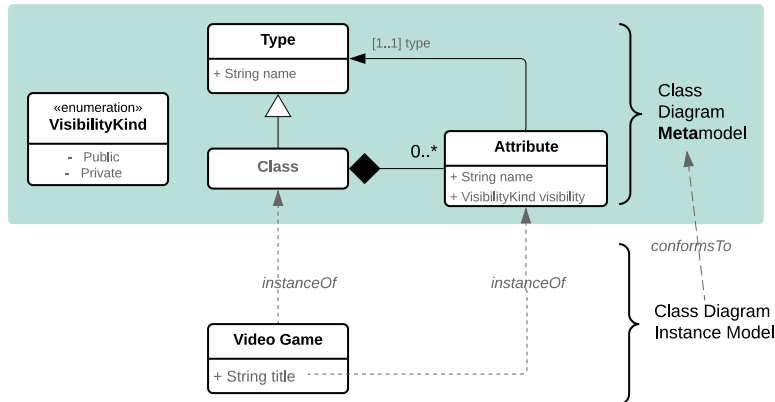 Type
+ String name
[1..1] type
«enumeration»
VisibilityKind
- Public
- Private
Class
0..*
Attribute
+ String name
+ VisibilityKind visibility
Class
Diagram
Metamodel
instanceOf
instanceOf
conformsTo
Video Game
+ String title
Class Diagram
Instance Model